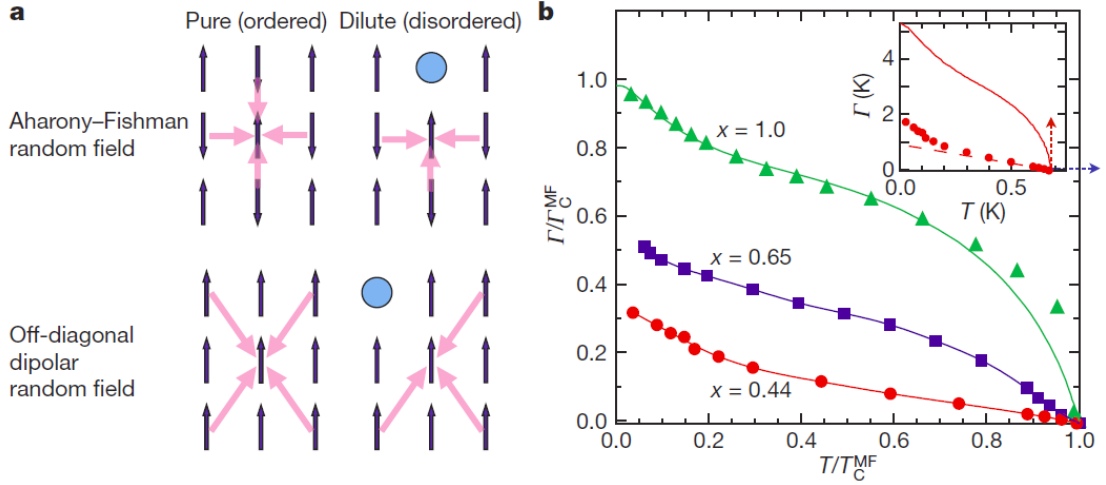 a
Pure (ordered) Dilute (disordered)
Aharony–Fishman
random field
Off-diagonal
dipolar
random field
b
Γ/Γ_C^MF
1.0
0.8
0.6
0.4
0.2
0.0
x = 1.0
x = 0.65
x = 0.44
0.0 0.2 0.4 0.6 0.8 1.0
T/T_C^MF
Γ (K)
4
2
0
0.0 0.5
T (K)